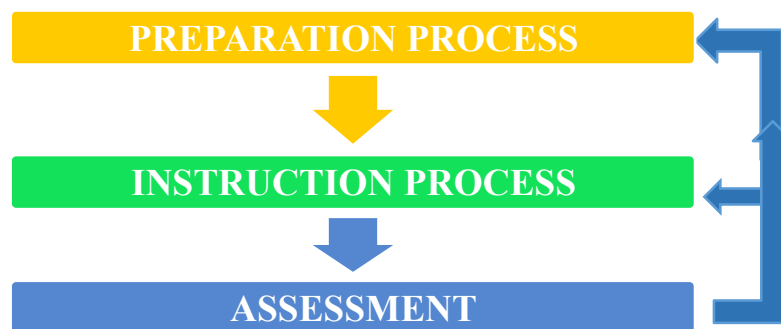 PREPARATION PROCESS
INSTRUCTION PROCESS
ASSESSMENT